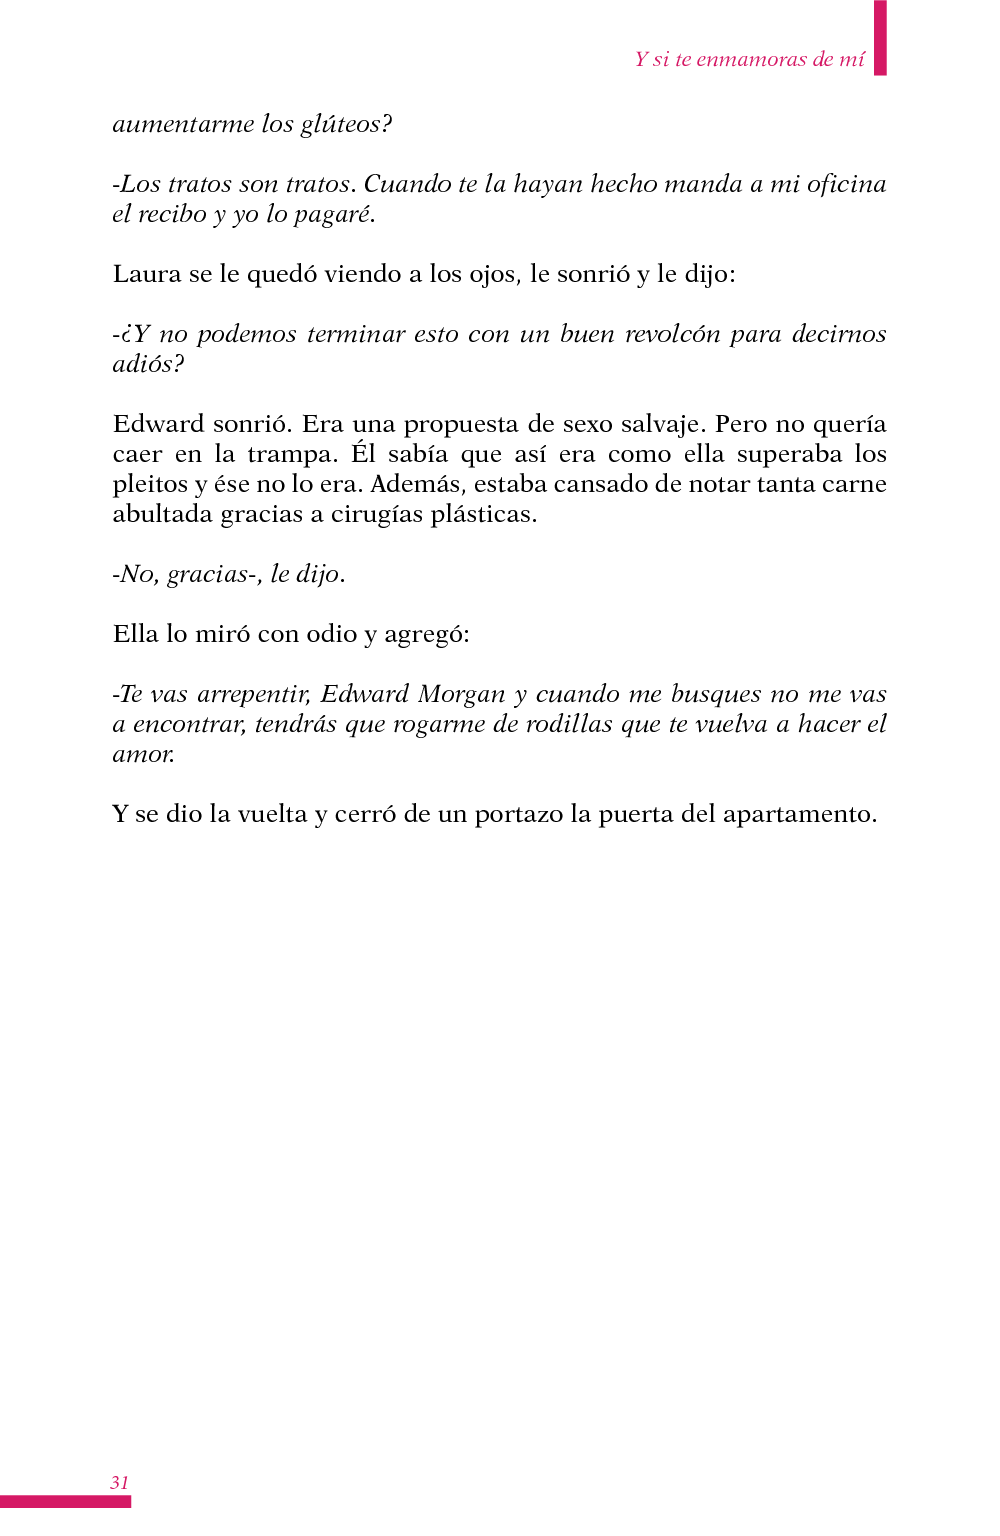 Y si te enmamoras de mí
aumentarme los glúteos?
-Los tratos son tratos. Cuando te la hayan hecho manda a mi oficina
el recibo y yo lo pagaré.
Laura se le quedó viendo a los ojos, le sonrió y le dijo:
-¿Y no podemos terminar esto con un buen revolcón para decirnos
adiós?
Edward sonrió. Era una propuesta de sexo salvaje. Pero no quería
caer en la trampa. Él sabía que así era como ella superaba los
pleitos y ése no lo era. Además, estaba cansado de notar tanta carne
abultada gracias a cirugías plásticas.
-No, gracias-, le dijo.
Ella lo miró con odio y agregó:
-Te vas arrepentir, Edward Morgan y cuando me busques no me vas
a encontrar, tendrás que rogarme de rodillas que te vuelva a hacer el
amor.
Y se dio la vuelta y cerró de un portazo la puerta del apartamento.
31